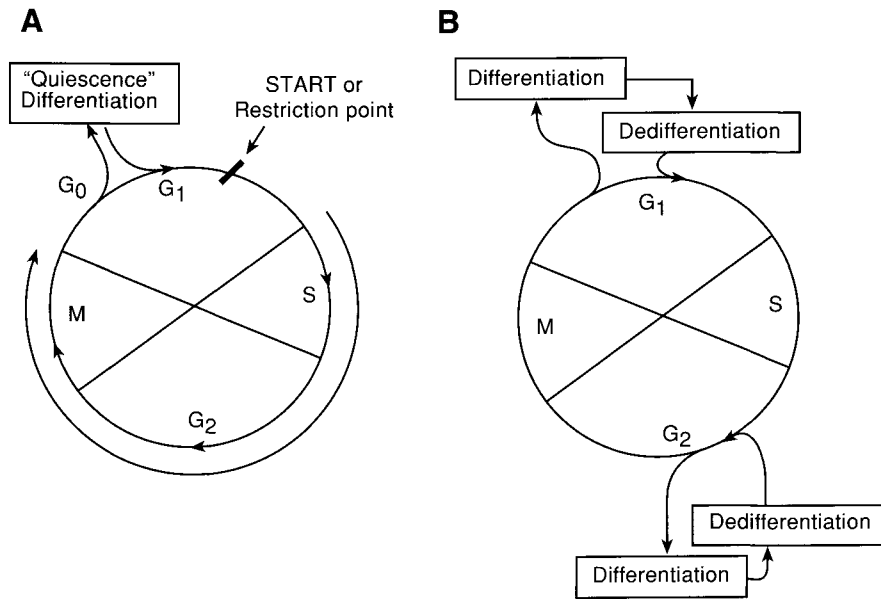 A
"Quiescence"
Differentiation
START or
Restriction point
G0
G1
S
M
G2
B
Differentiation
Dedifferentiation
G1
S
M
G2
Dedifferentiation
Differentiation